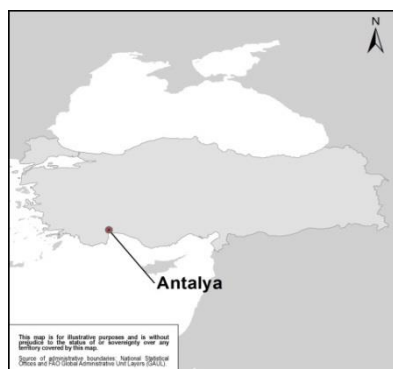 N
Antalya
This map is for illustrative purposes and is without
prejudice to the status of or sovereignty over any
territory covered by this map.
Source of administrative boundaries: National Statistical
Offices and FAO Global Administrative Unit Layers (GAUL).